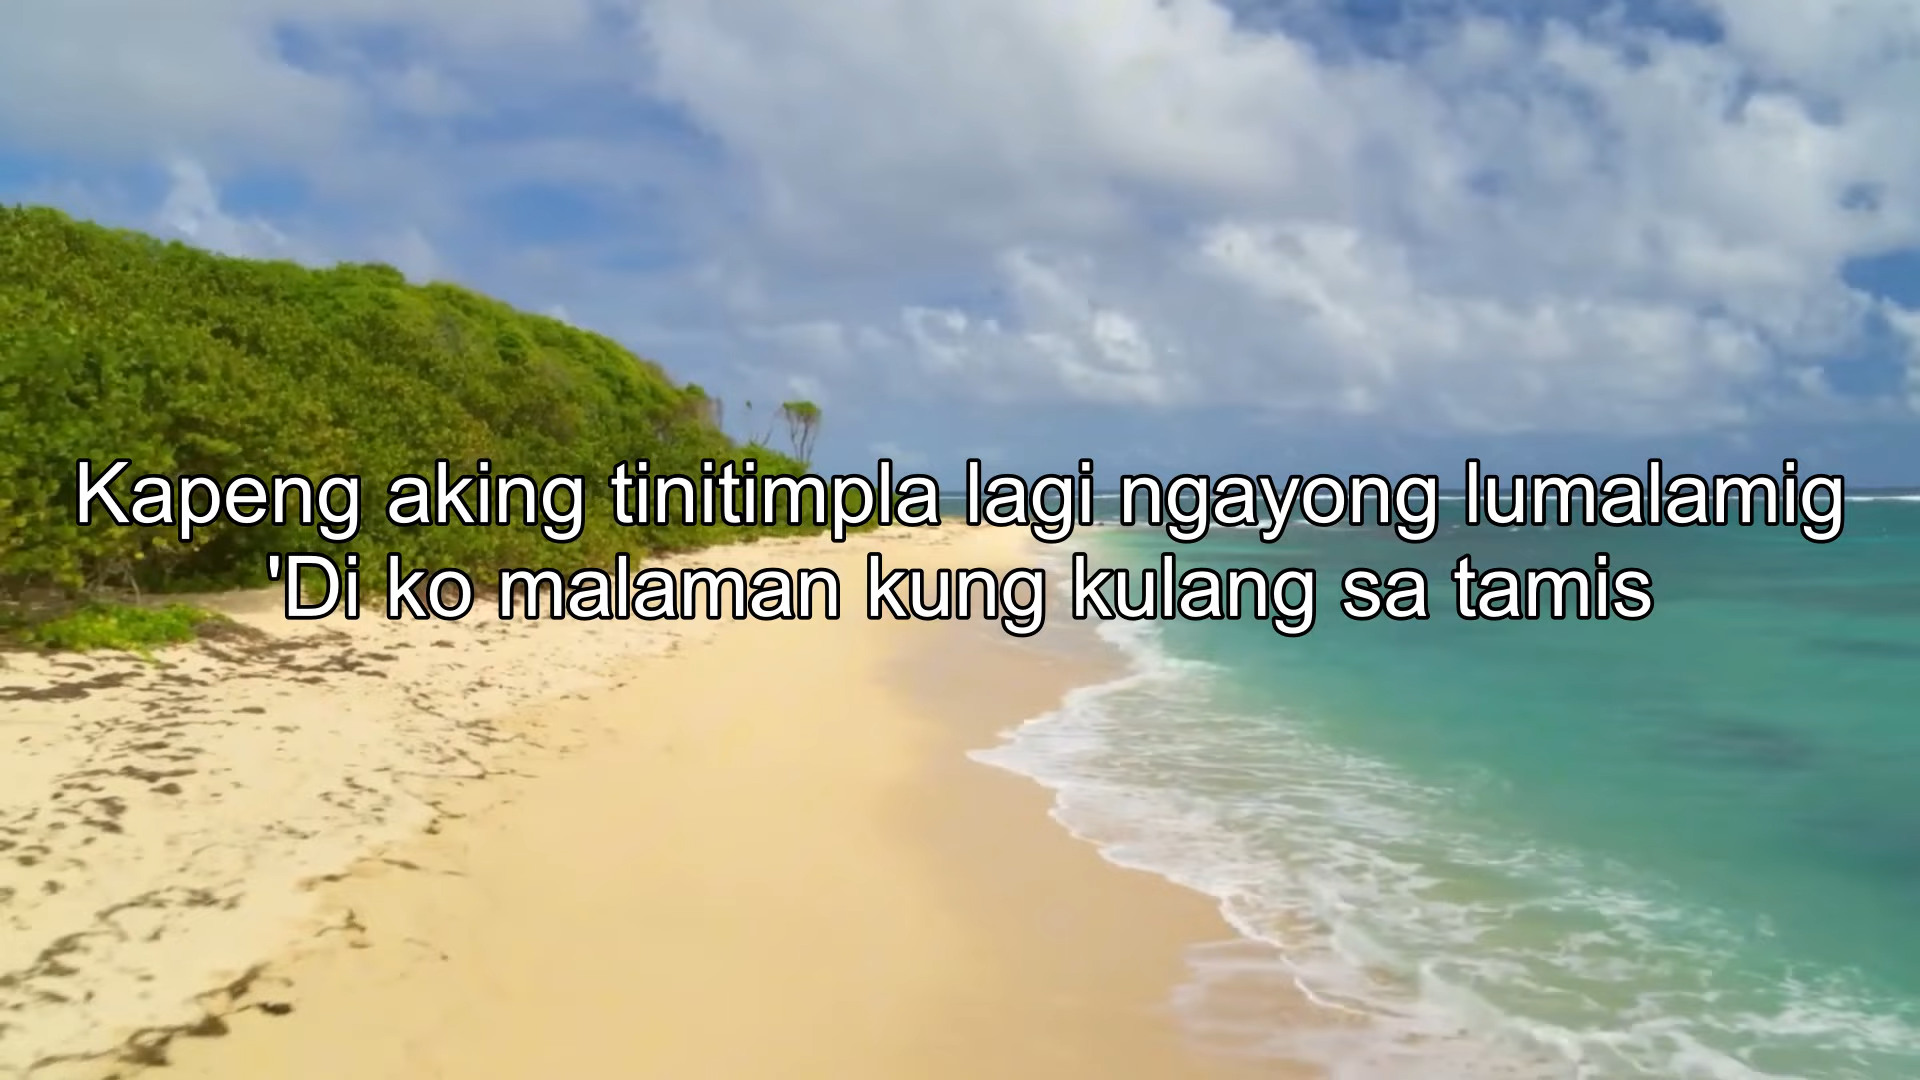 Kapeng aking tinitimpla lagi ngayong lumalamig
'Di ko malaman kung kulang sa tamis